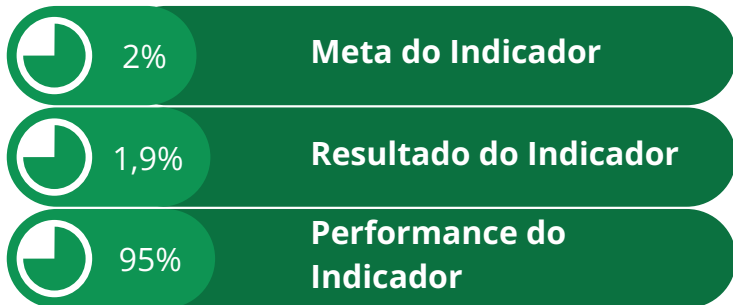 2%
Meta do Indicador
1,9%
Resultado do Indicador
95%
Performance do
Indicador